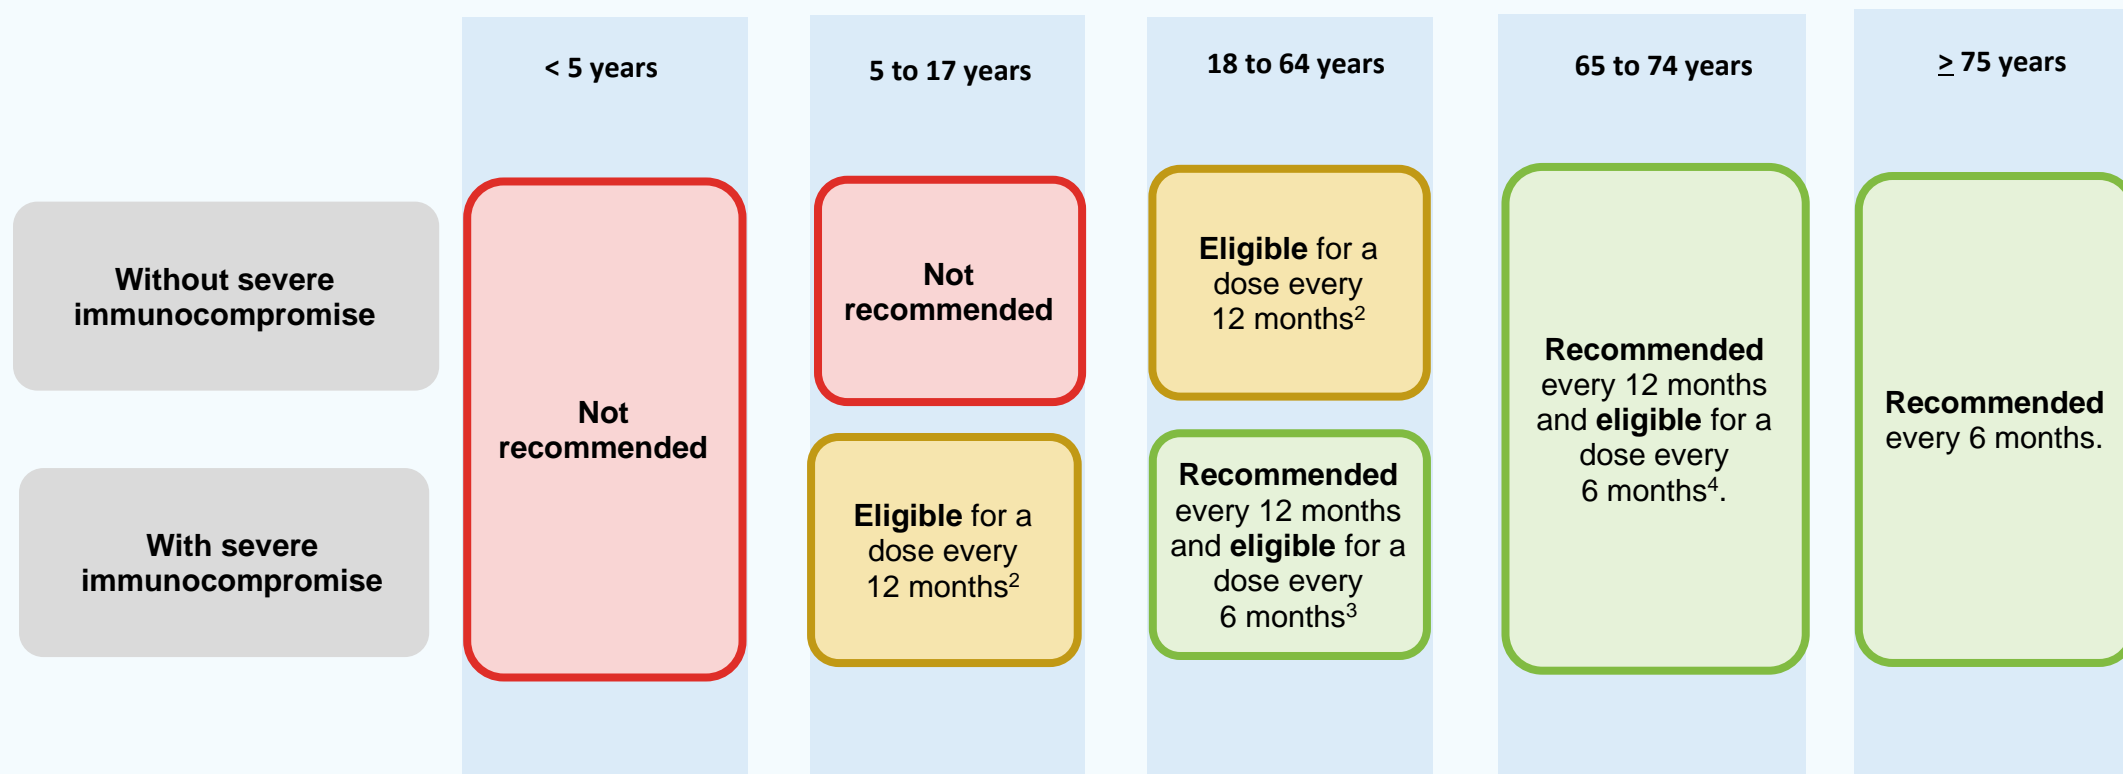 < 5 years
5 to 17 years
18 to 64 years
65 to 74 years
≥ 75 years
Without severe
immunocompromise
With severe
immunocompromise
Not
recommended
Not
recommended
Eligible for a
dose every
12 months²
Eligible for a
dose every
12 months²
Recommended
every 12 months
and eligible for a
dose every
6 months³
Recommended
every 12 months
and eligible for a
dose every
6 months⁴.
Recommended
every 6 months.